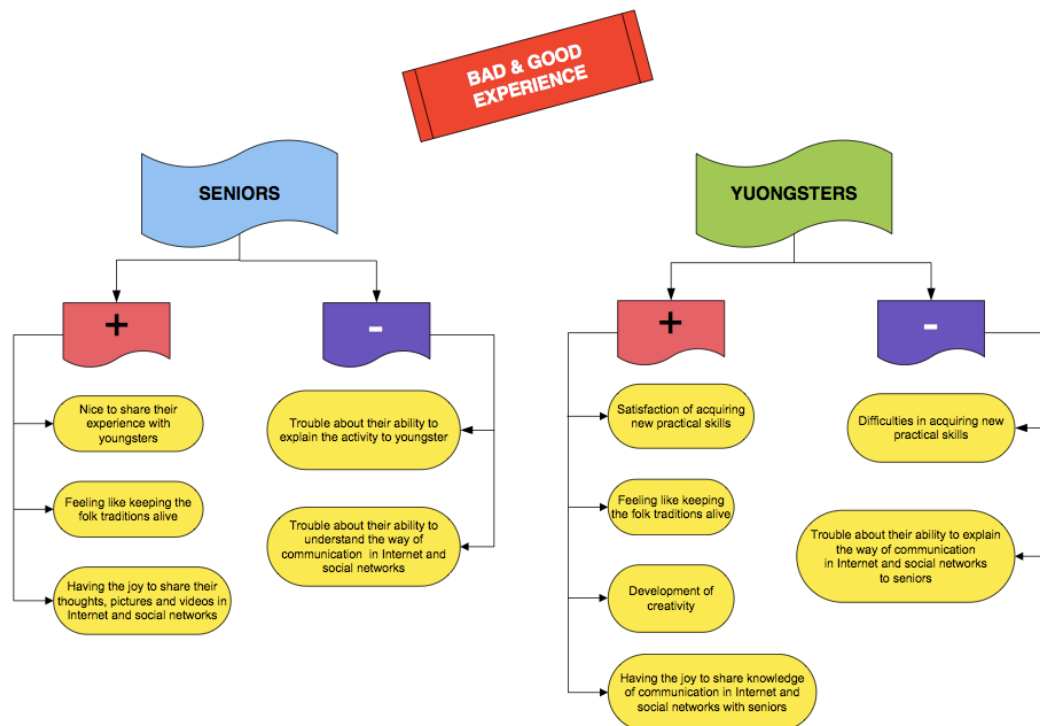 BAD & GOOD
EXPERIENCE
SENIORS
+
Nice to share their
experience with
youngsters
Feeling like keeping the
folk traditions alive
Having the joy to share their
thoughts, pictures and videos in
Internet and social networks
-
Trouble about their ability to
explain the activity to youngster
Trouble about their ability to
understand the way of
communication in Internet and
social networks
YUONGSTERS
+
Satisfaction of acquiring
new practical skills
Feeling like keeping
the folk traditions alive
Development of
creativity
Having the joy to share knowledge
of communication in Internet and
social networks with seniors
-
Difficulties in acquiring new
practical skills
Trouble about their ability to explain
the way of communication
in Internet and social networks
to seniors